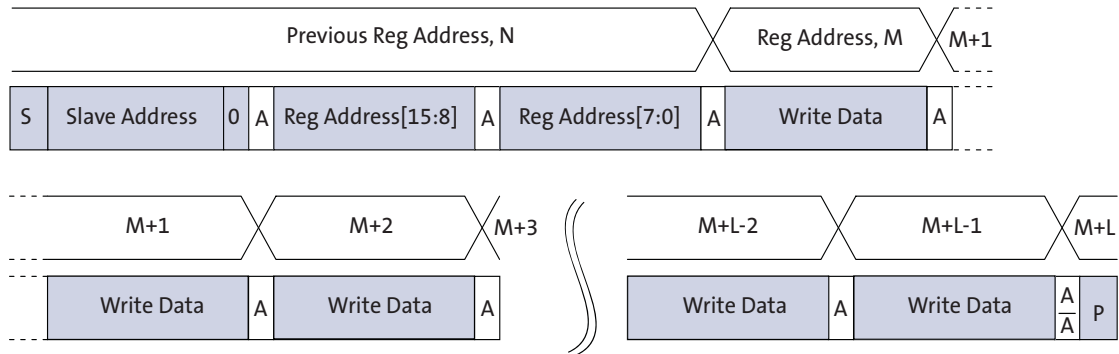 Previous Reg Address, N Reg Address, M M+1
S Slave Address 0 A Reg Address[15:8] A Reg Address[7:0] A Write Data A
M+1 M+2 M+3 M+L-2 M+L-1 M+L
Write Data A Write Data A Write Data A Write Data A/A̅ P